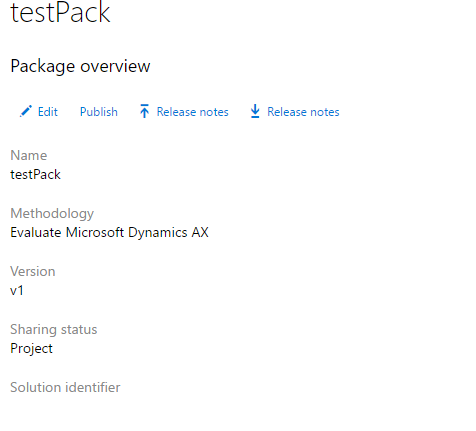 testPack
Package overview
Edit Publish Release notes Release notes
Name
testPack
Methodology
Evaluate Microsoft Dynamics AX
Version
v1
Sharing status
Project
Solution identifier